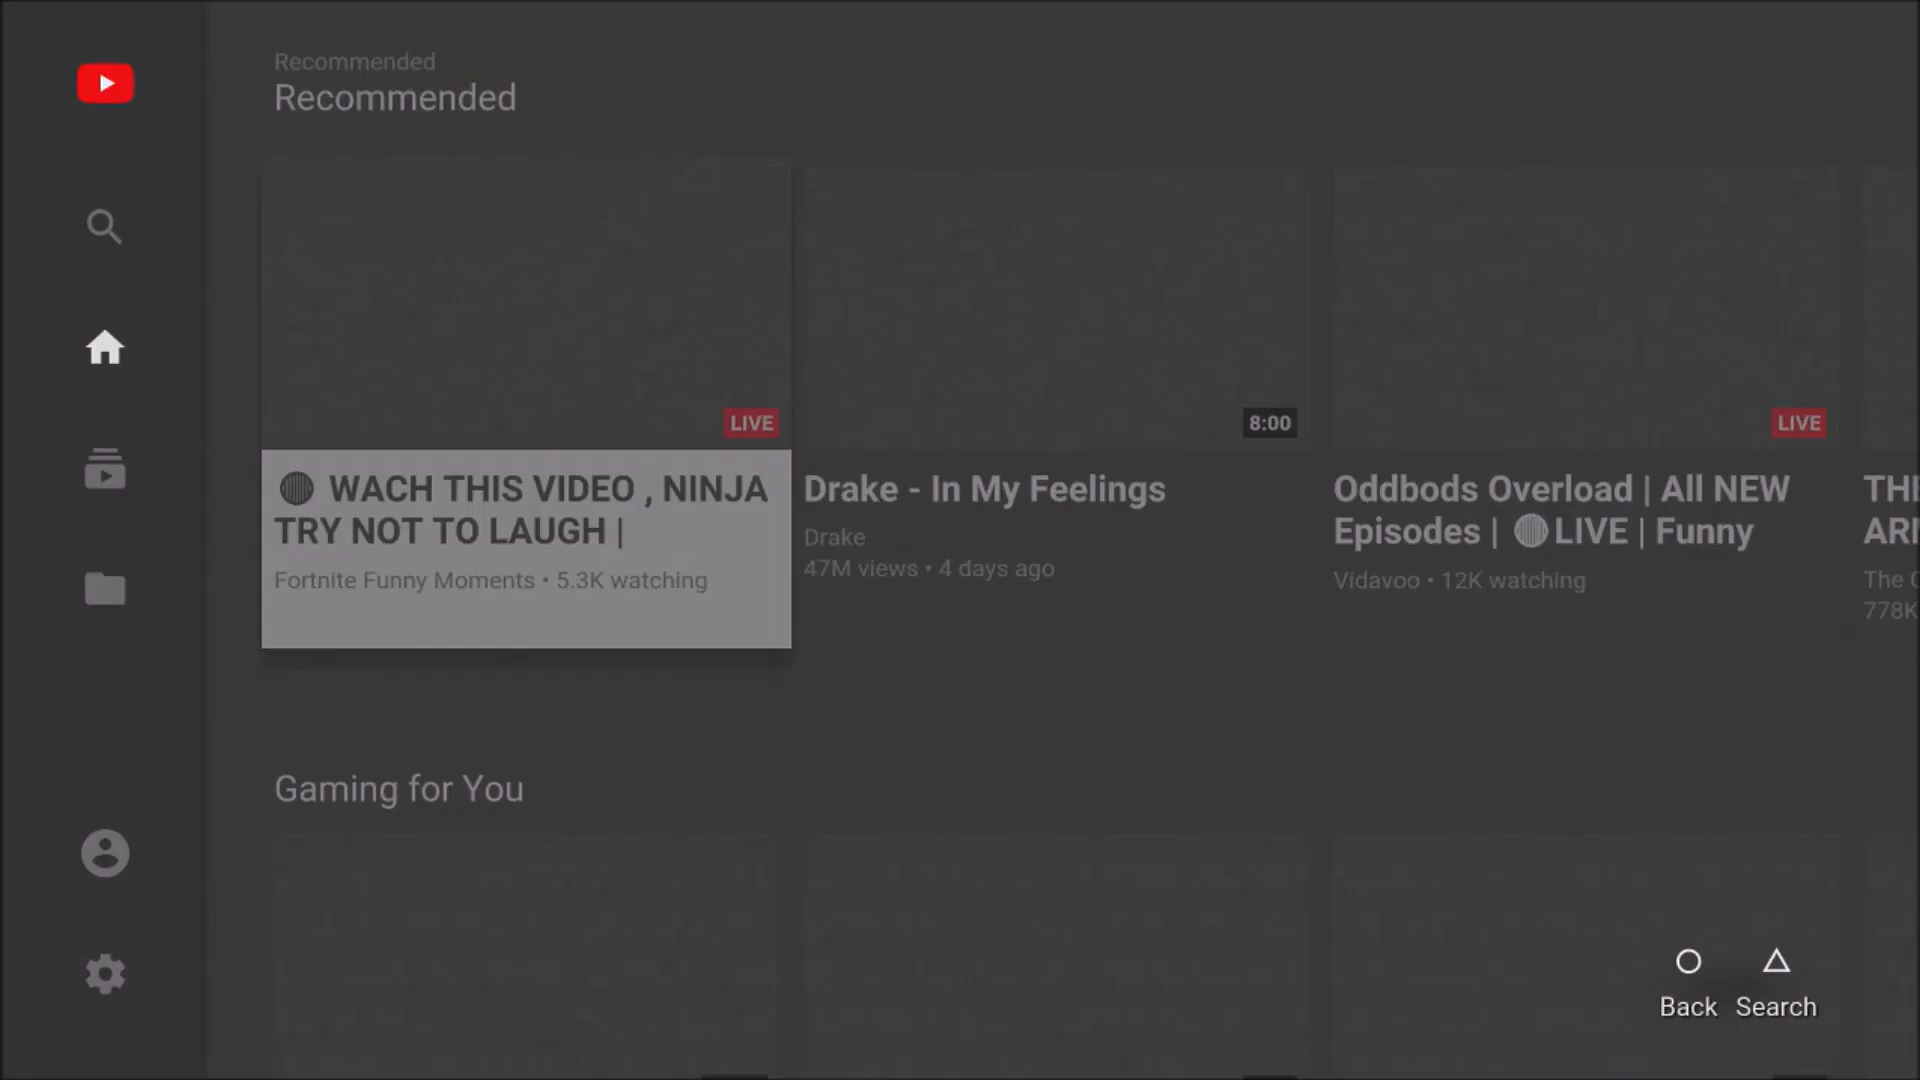 Recommended
Recommended
LIVE
8:00
LIVE
WACH THIS VIDEO , NINJA
TRY NOT TO LAUGH |
Fortnite Funny Moments • 5.3K watching
Drake - In My Feelings
Drake
47M views • 4 days ago
Oddbods Overload | All NEW
Episodes | 🔴LIVE | Funny
Vidavoo • 12K watching
The
778K
Gaming for You
Back
Search